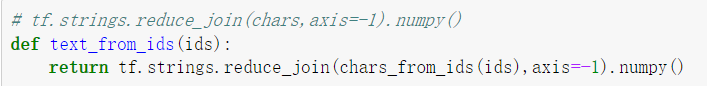 # tf.strings.reduce_join(chars,axis=-1).numpy()
def text_from_ids(ids):
    return tf.strings.reduce_join(chars_from_ids(ids),axis=-1).numpy()